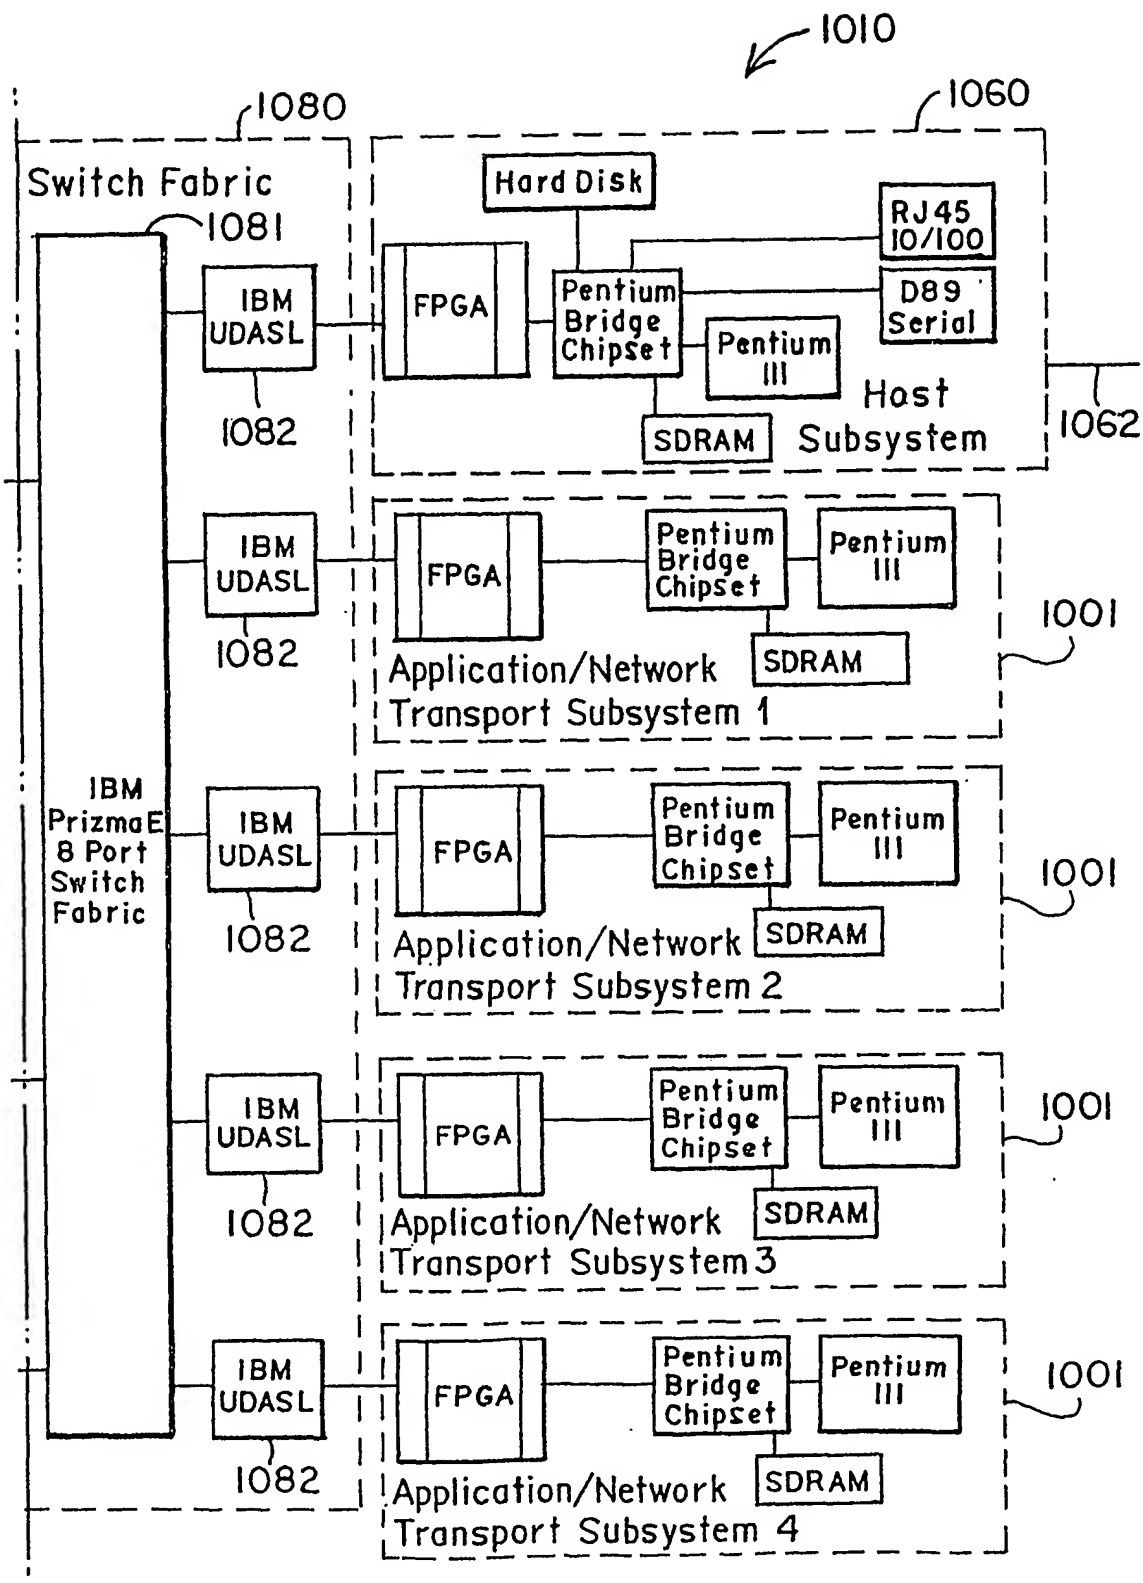 1010
1080
1060
Switch Fabric
1081
Hard Disk
RJ45
10/100
IBM
UDASL
FPGA
Pentium
Bridge
Chipset
D89
Serial
Pentium
III
1082
Host
Subsystem
SDRAM
1062
IBM
UDASL
FPGA
Pentium
Bridge
Chipset
Pentium
III
1082
1001
SDRAM
Application/Network
Transport Subsystem 1
IBM
PrizmaE
8 Port
Switch
Fabric
IBM
UDASL
FPGA
Pentium
Bridge
Chipset
Pentium
III
1082
1001
SDRAM
Application/Network
Transport Subsystem 2
IBM
UDASL
FPGA
Pentium
Bridge
Chipset
Pentium
III
1001
1082
SDRAM
Application/Network
Transport Subsystem 3
IBM
UDASL
FPGA
Pentium
Bridge
Chipset
Pentium
III
1001
1082
SDRAM
Application/Network
Transport Subsystem 4